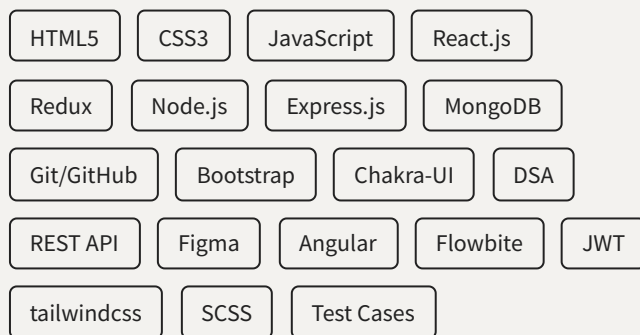 HTML5 CSS3 JavaScript React.js
Redux Node.js Express.js MongoDB
Git/GitHub Bootstrap Chakra-UI DSA
REST API Figma Angular Flowbite JWT
tailwindcss SCSS Test Cases